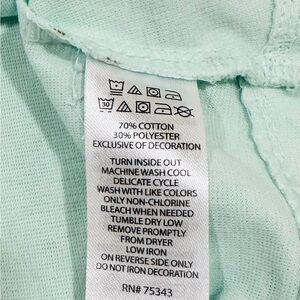 30
70% COTTON
30% POLYESTER
EXCLUSIVE OF DECORATION
TURN INSIDE OUT
MACHINE WASH COOL
DELICATE CYCLE
WASH WITH LIKE COLORS
ONLY NON-CHLORINE
BLEACH WHEN NEEDED
TUMBLE DRY LOW
REMOVE PROMPTLY
FROM DRYER
LOW IRON
ON REVERSE SIDE ONLY
DO NOT IRON DECORATION
RN# 75343